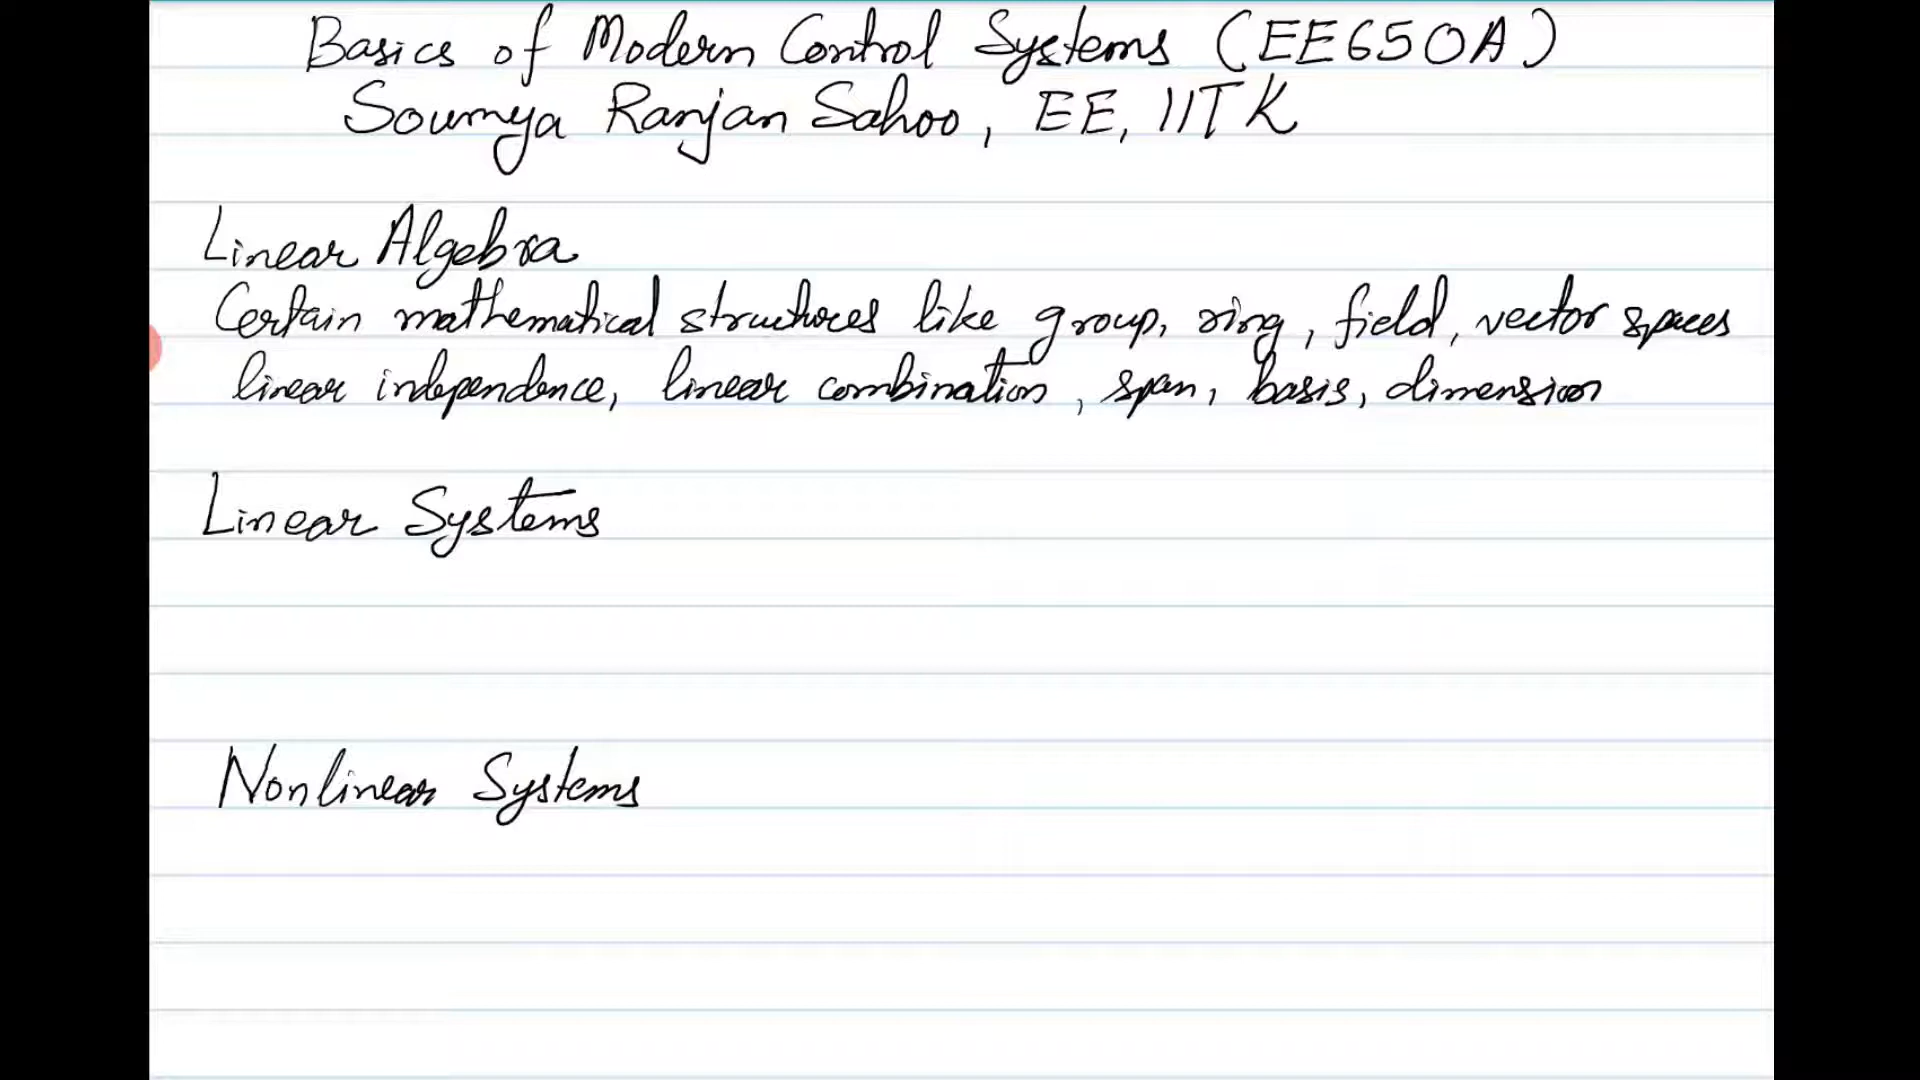 Basics of Modern Control Systems (EE650A)
Soumya Ranjan Sahoo, EE, IITK
Linear Algebra
Certain mathematical structures like group, ring, field, vector spaces
linear independence, linear combination, span, basis, dimension
Linear Systems
Nonlinear Systems